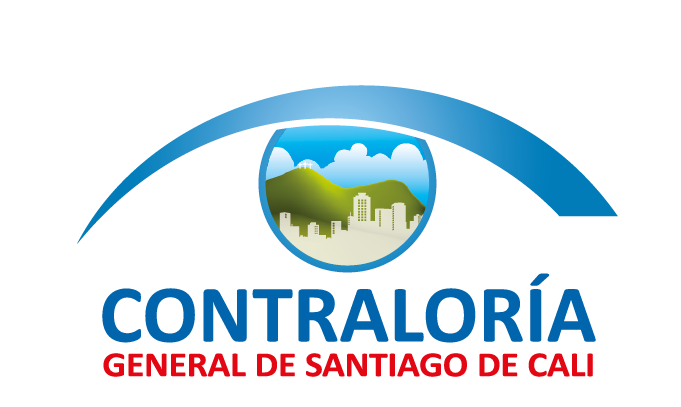 CONTRALORÍA
GENERAL DE SANTIAGO DE CALI